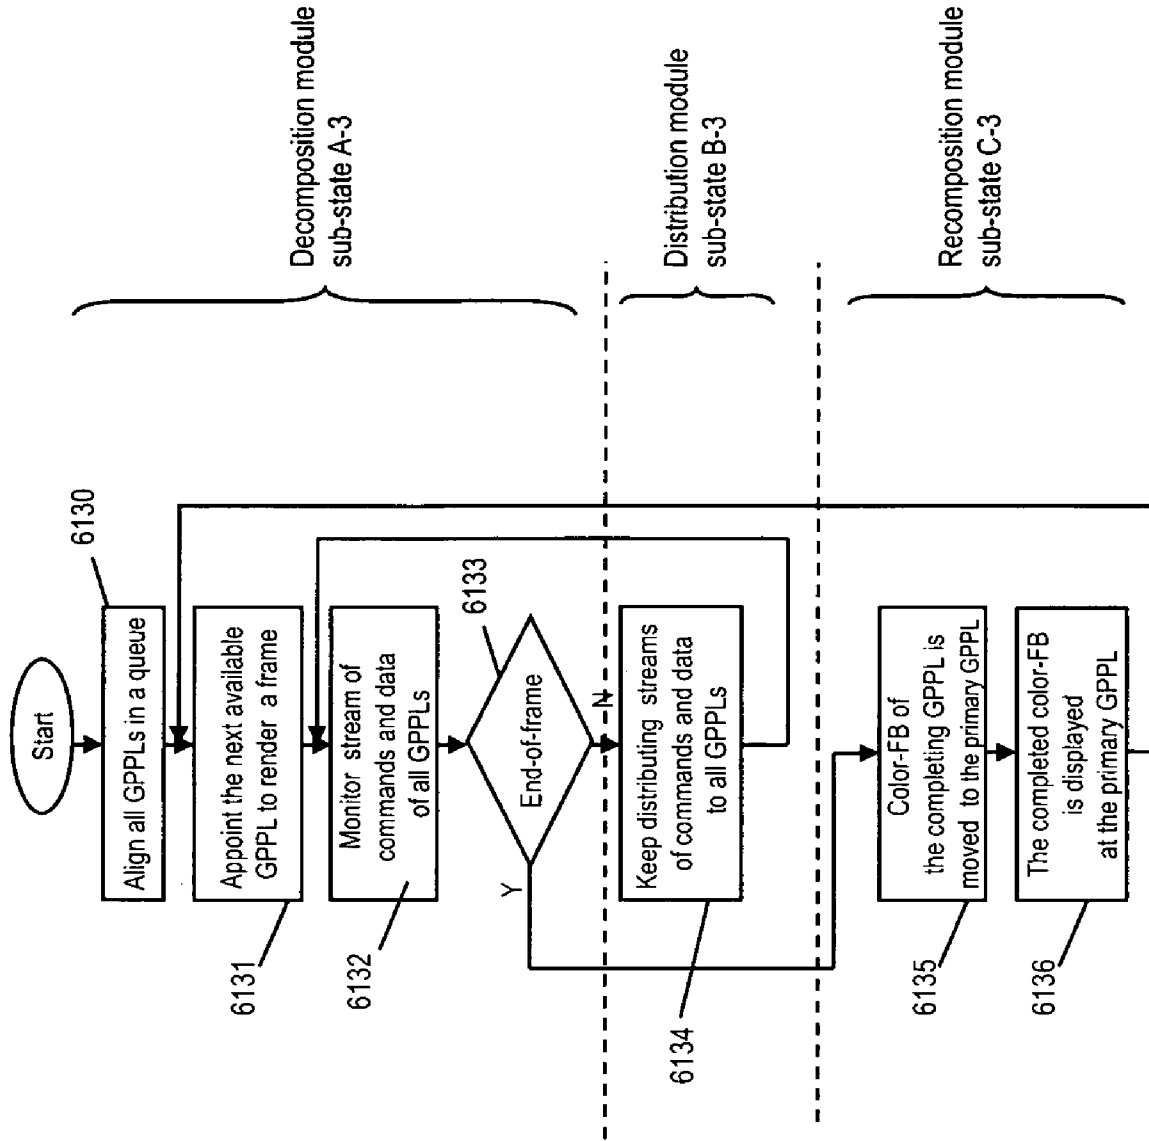 Start
6130
Align all GPPLs in a queue
Appoint the next available
GPPL to render a frame
6131
Monitor stream of
commands and data
of all GPPLs
6132
End-of-frame
6133
Y
N
Decomposition module
sub-state A-3
Keep distributing streams
of commands and data
to all GPPLs
6134
Distribution module
sub-state B-3
Color-FB of
the completing GPPL is
moved to the primary GPPL
6135
The completed color-FB
is displayed
at the primary GPPL
6136
Recomposition module
sub-state C-3